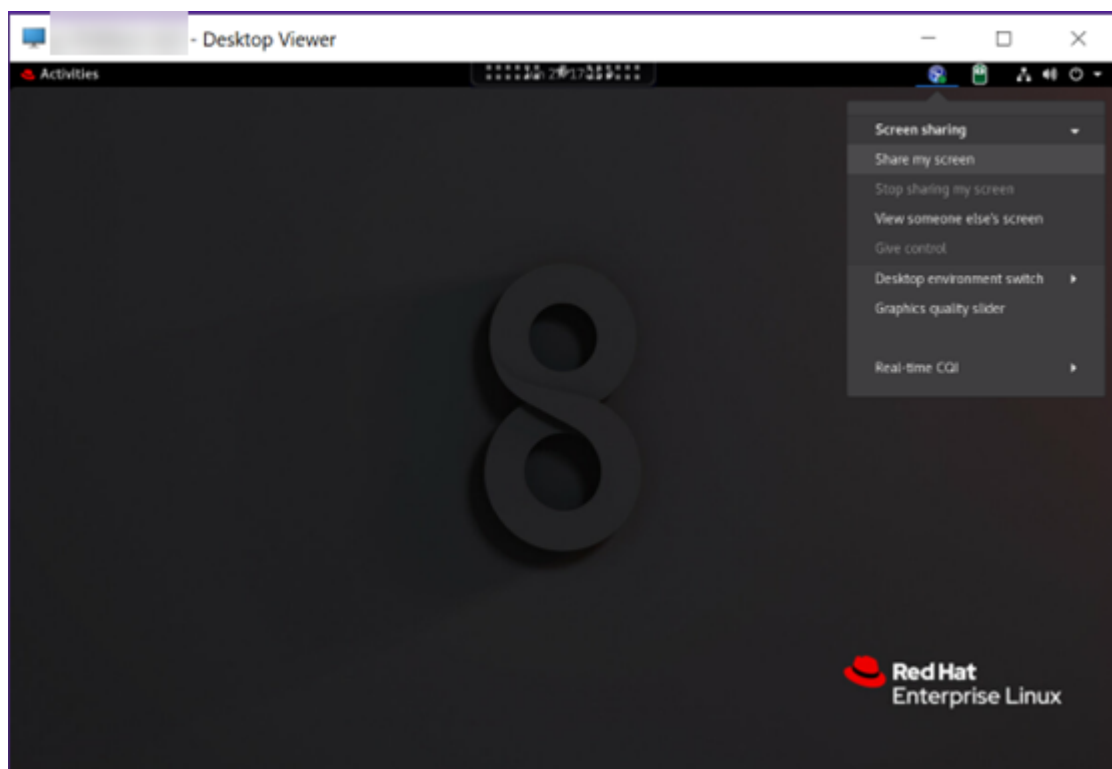 - Desktop Viewer
Activities
Screen sharing
Share my screen
Stop sharing my screen
View someone else's screen
Give control
Desktop environment switch
Graphics quality slider
Real-time CQI
8
Red Hat
Enterprise Linux